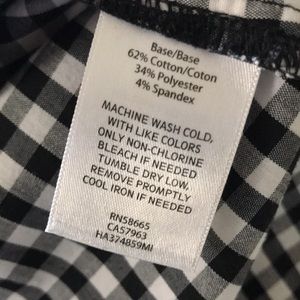 Base/Base
62% Cotton/Coton
34% Polyester
4% Spandex
MACHINE WASH COLD,
WITH LIKE COLORS
ONLY NON-CHLORINE
BLEACH IF NEEDED
TUMBLE DRY LOW,
REMOVE PROMPTLY
COOL IRON IF NEEDED
RN58665
CA57963
HA374859MI